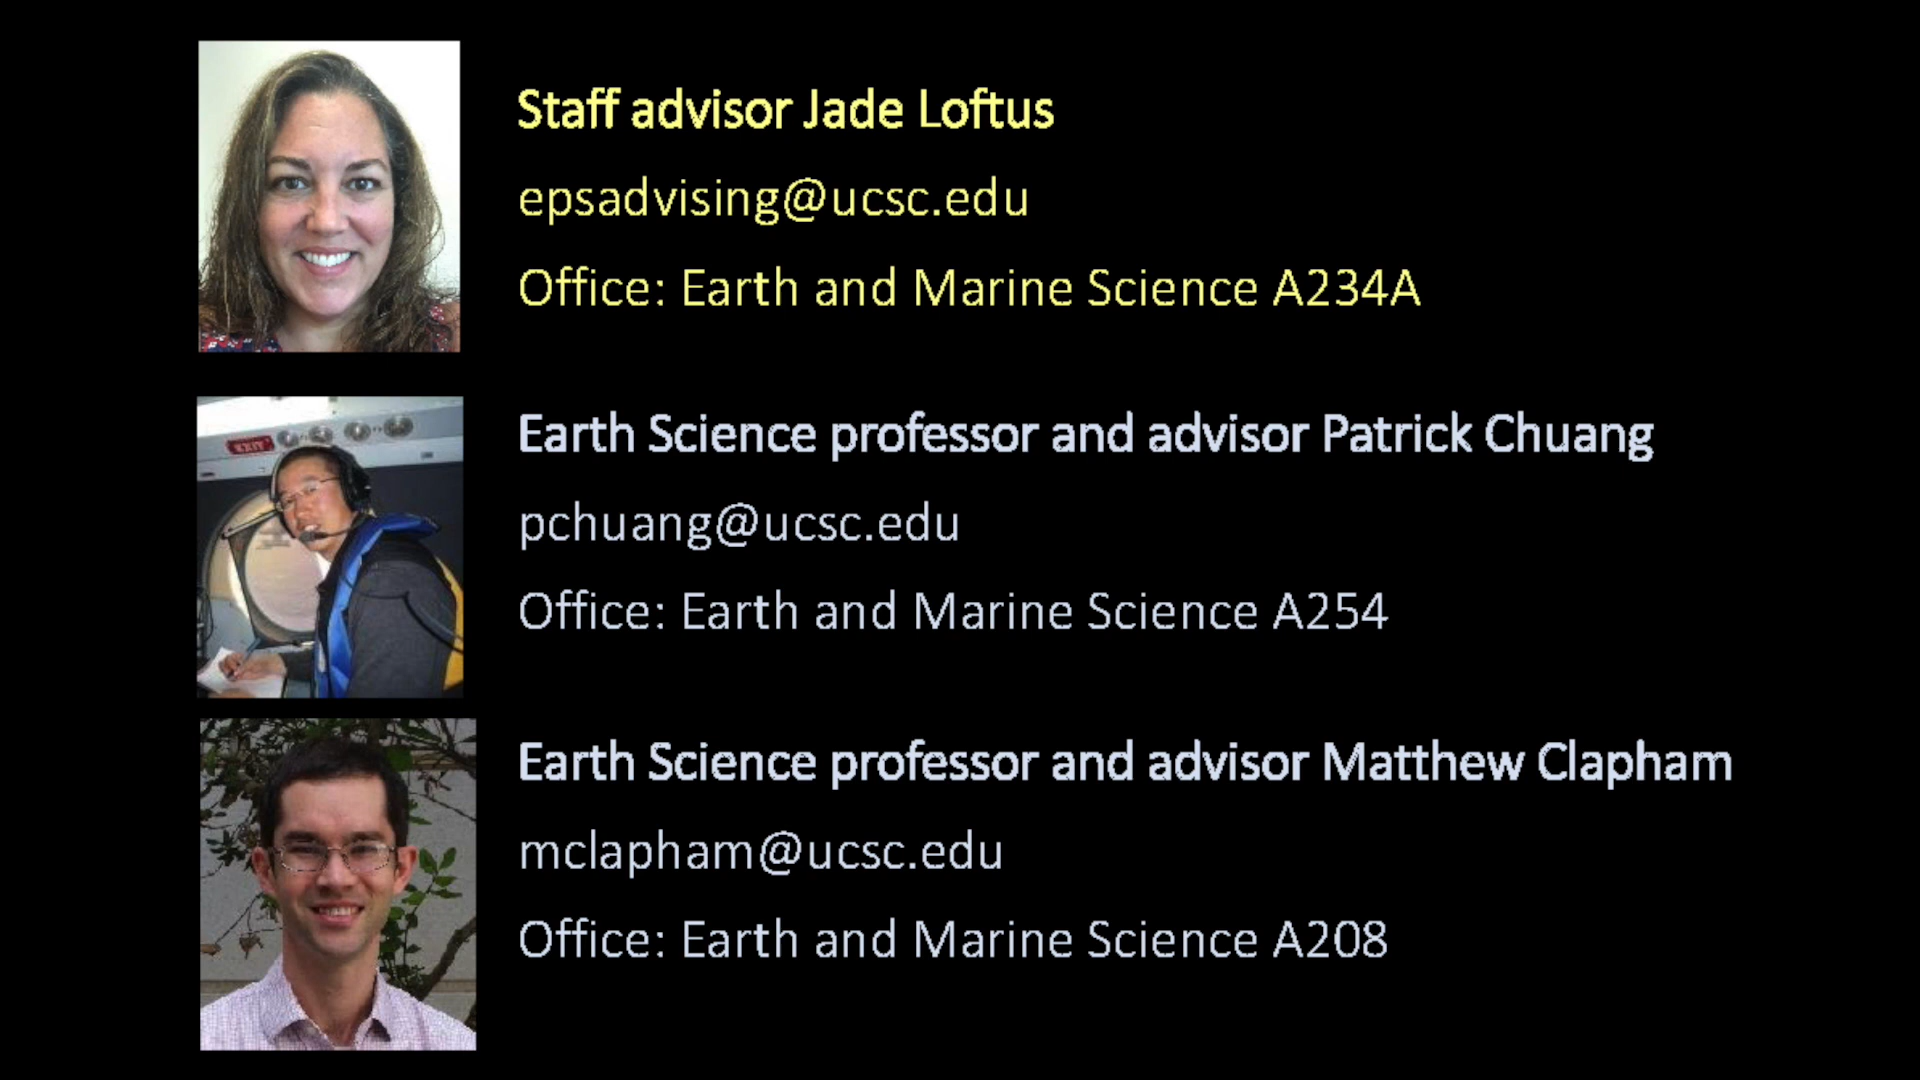 Staff advisor Jade Loftus
epsadvising@ucsc.edu
Office: Earth and Marine Science A234A
EXIT
Earth Science professor and advisor Patrick Chuang
pchuang@ucsc.edu
Office: Earth and Marine Science A254
Earth Science professor and advisor Matthew Clapham
mclapham@ucsc.edu
Office: Earth and Marine Science A208